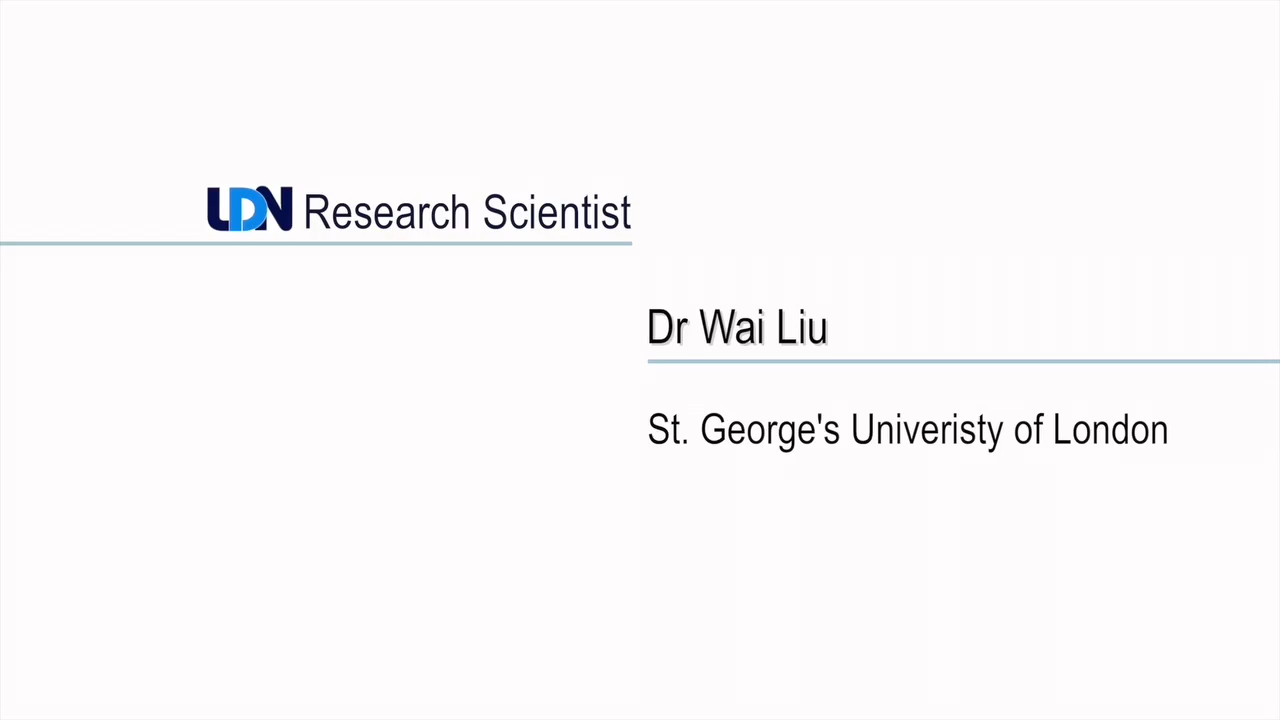 LDN Research Scientist
Dr Wai Liu
St. George's Univeristy of London